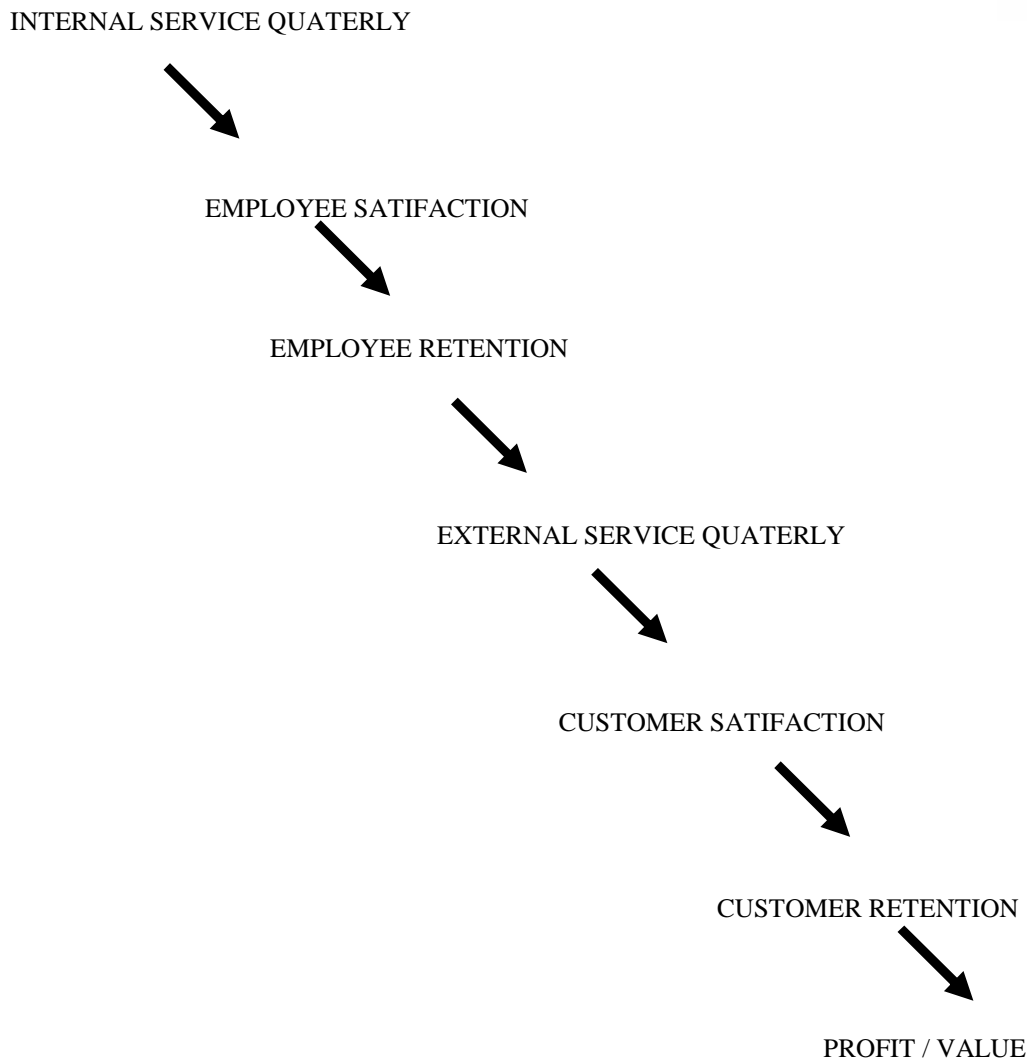 INTERNAL SERVICE QUATERLY
EMPLOYEE SATIFACTION
EMPLOYEE RETENTION
EXTERNAL SERVICE QUATERLY
CUSTOMER SATIFACTION
CUSTOMER RETENTION
PROFIT / VALUE